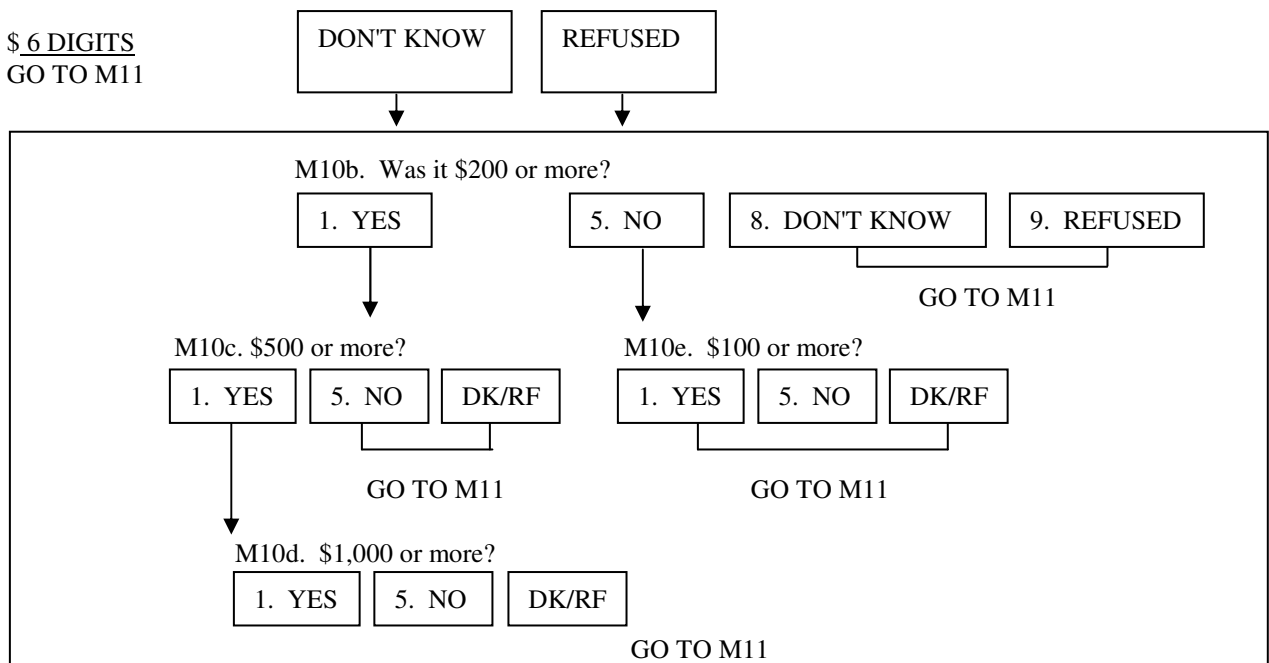 DON'T KNOW REFUSED
$ 6 DIGITS
GO TO M11
M10b. Was it $200 or more?
1. YES 5. NO 8. DON'T KNOW 9. REFUSED
GO TO M11
M10c. $500 or more? M10e. $100 or more?
1. YES 5. NO DK/RF 1. YES 5. NO DK/RF
GO TO M11 GO TO M11
M10d. $1,000 or more?
1. YES 5. NO DK/RF
GO TO M11